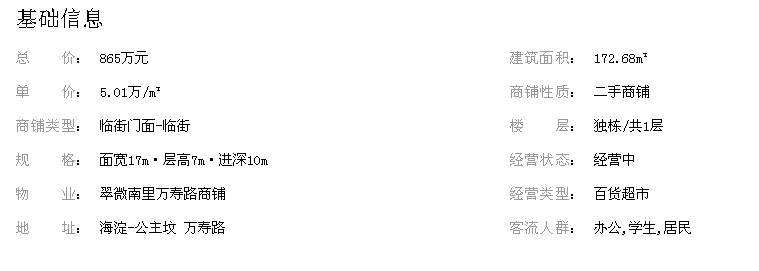 基础信息
总 价： 865万元 建筑面积： 172.68m²
单 价： 5.01万/m² 商铺性质： 二手商铺
商铺类型： 临街门面-临街 楼 层： 独栋/共1层
规 格： 面宽17m·层高7m·进深10m 经营状态： 经营中
物 业： 翠微南里万寿路商铺 经营类型： 百货超市
地 址： 海淀-公主坟 万寿路 客流人群： 办公,学生,居民